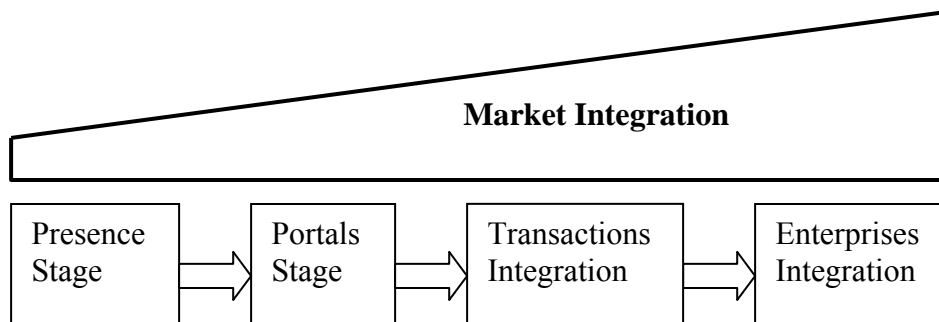 Market Integration
Presence
Stage
Portals
Stage
Transactions
Integration
Enterprises
Integration